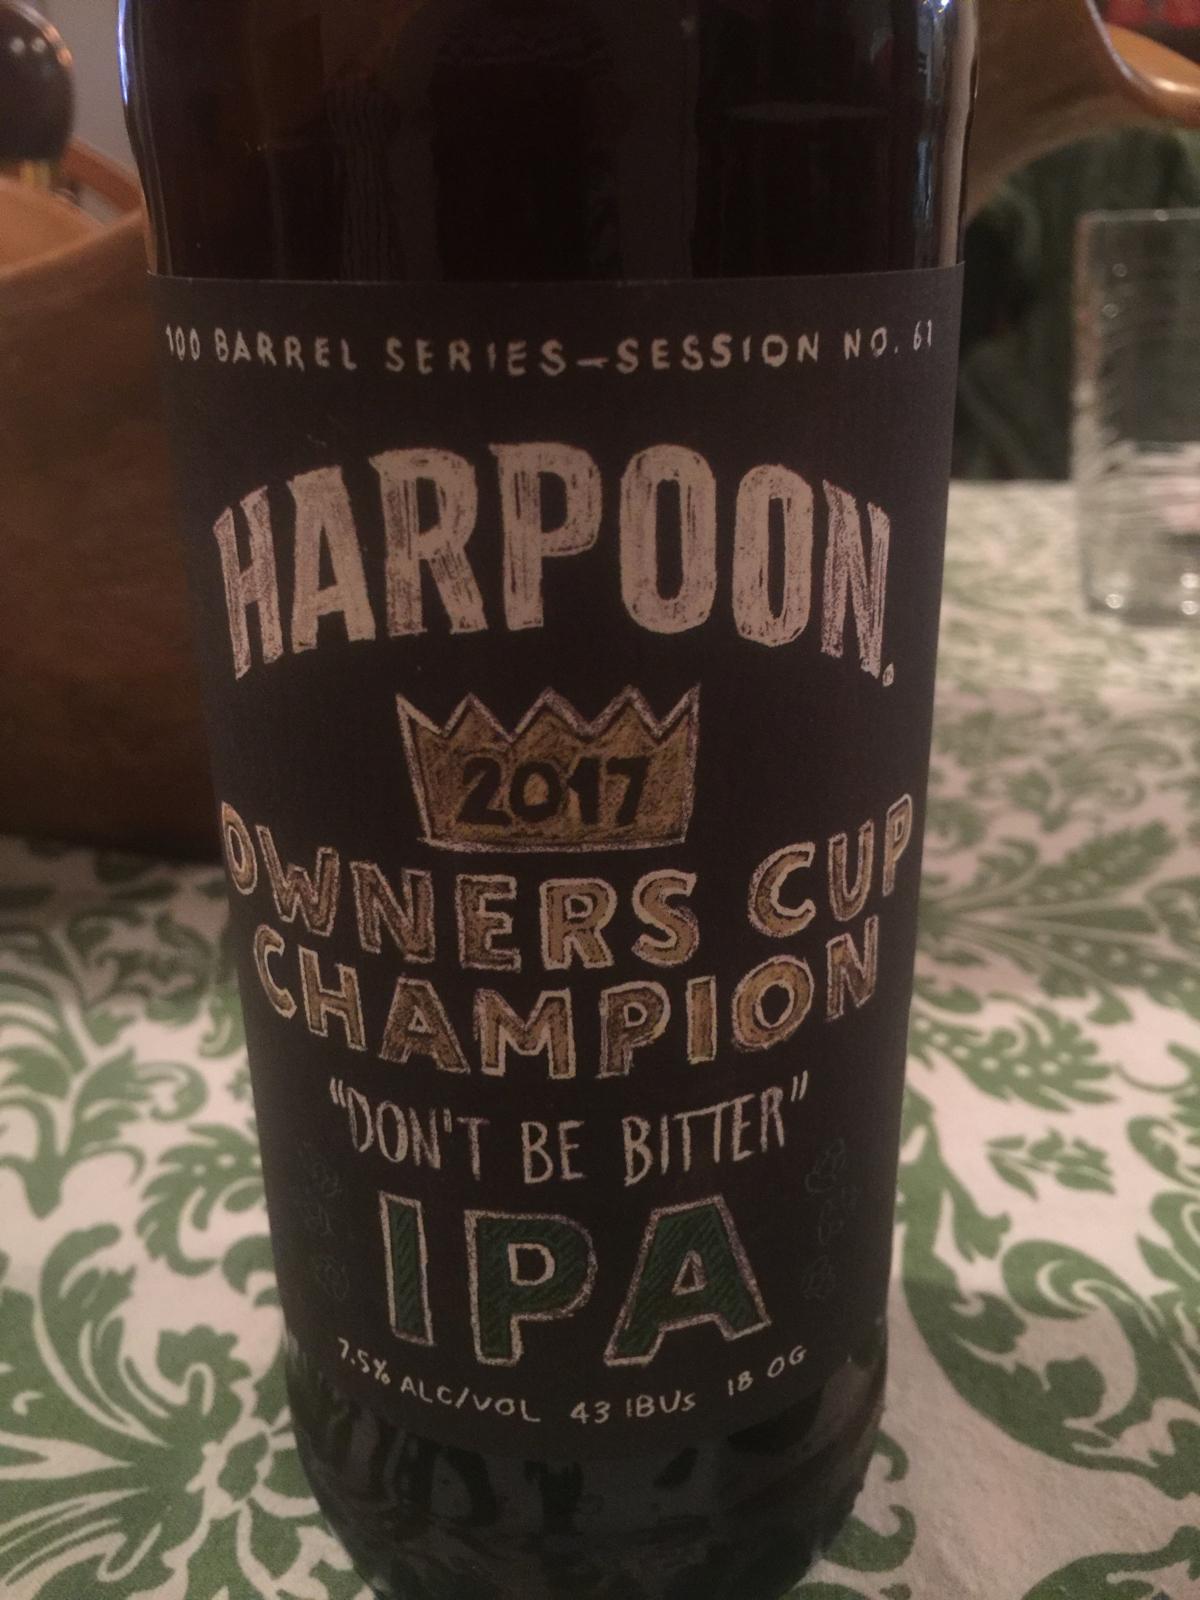 100 BARREL SERIES—SESSION NO. 61
HARPOON®
2017
OWNERS CUP
CHAMPION
"DON'T BE BITTER"
IPA
7.5% ALC/VOL 43 IBUs 18 OG